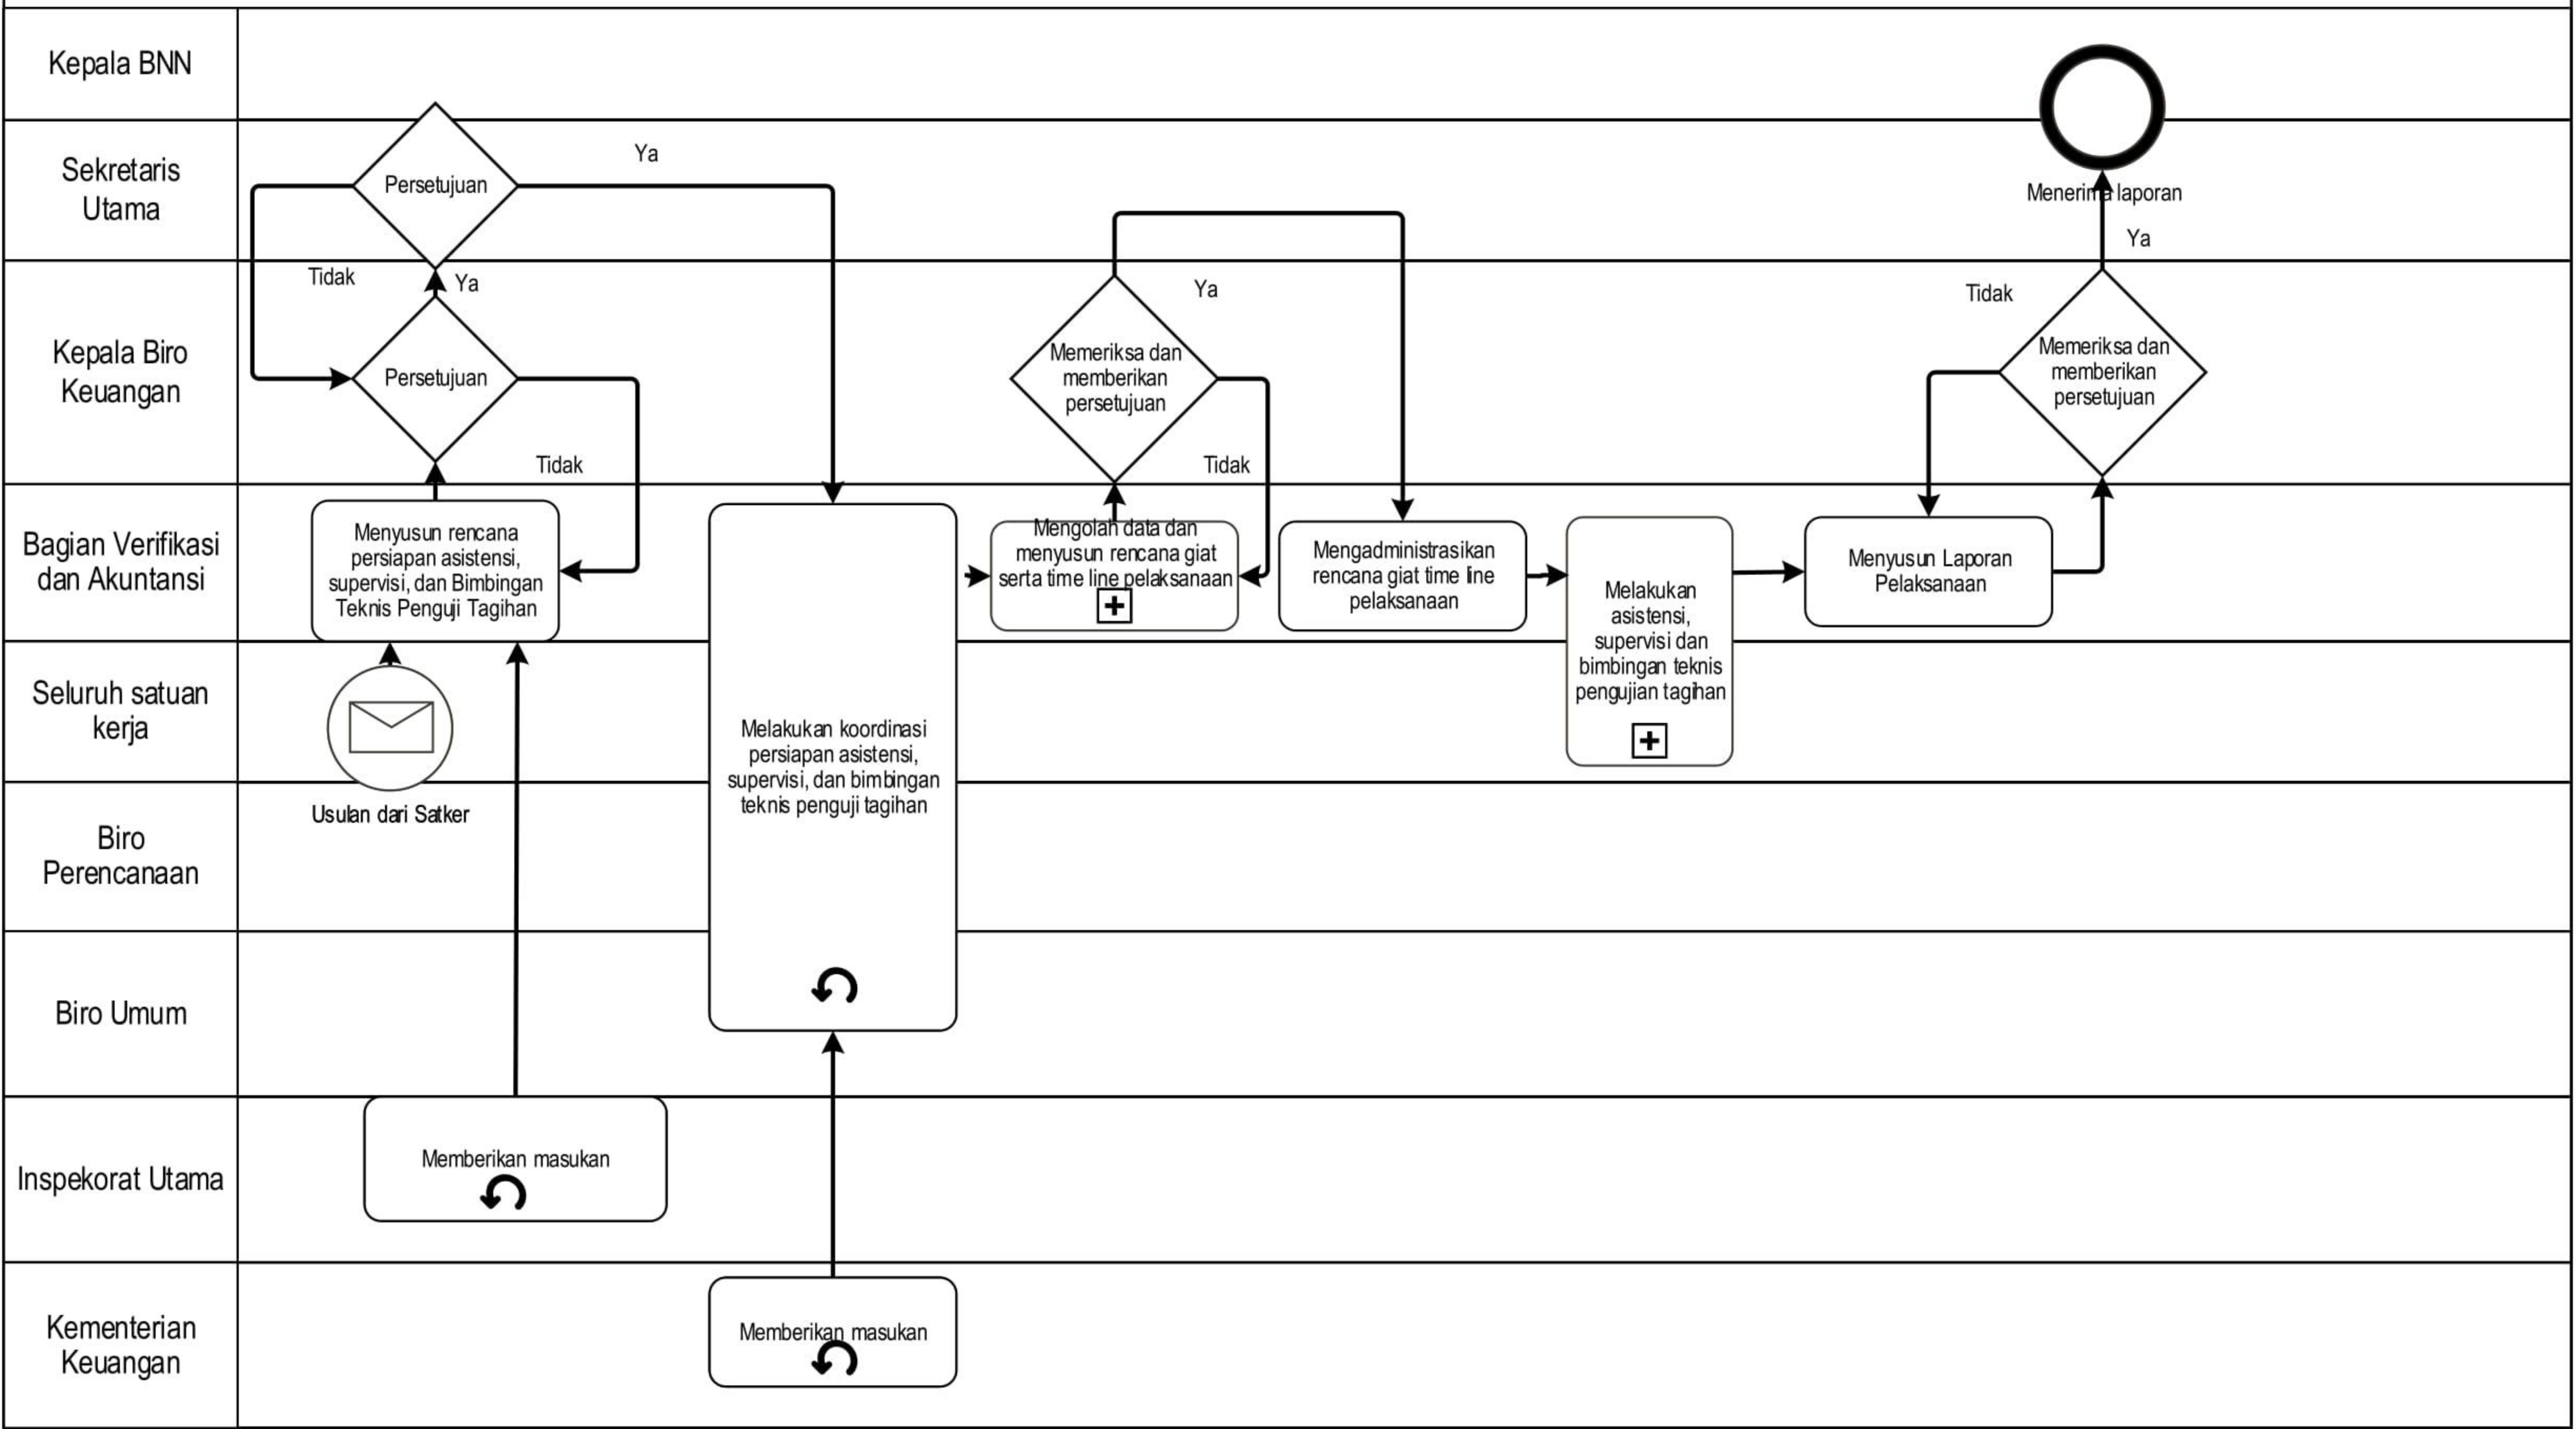 Kepala BNN
Sekretaris
Utama
Persetujuan
Ya
Menerima laporan
Ya
Kepala Biro
Keuangan
Tidak
Ya
Persetujuan
Tidak
Ya
Memeriksa dan
memberikan
persetujuan
Tidak
Tidak
Memeriksa dan
memberikan
persetujuan
Bagian Verifikasi
dan Akuntansi
Menyusun rencana
persiapan asistensi,
supervisi, dan Bimbingan
Teknis Penguji Tagihan
Mengolah data dan
menyusun rencana giat
serta time line pelaksanaan
Mengadministrasikan
rencana giat time line
pelaksanaan
Melakukan
asistensi,
supervisi dan
bimbingan teknis
pengujian tagihan
Menyusun Laporan
Pelaksanaan
Seluruh satuan
kerja
Usulan dari Satker
Melakukan koordinasi
persiapan asistensi,
supervisi, dan bimbingan
teknis penguji tagihan
Biro
Perencanaan
Biro Umum
Inspekorat Utama
Memberikan masukan
Kementerian
Keuangan
Memberikan masukan